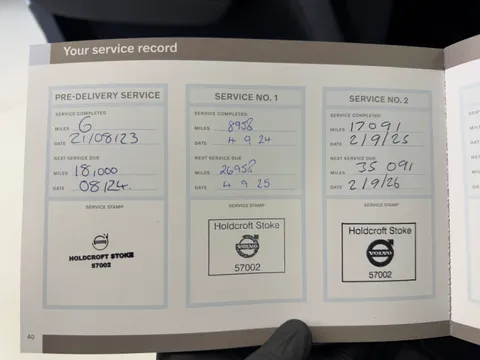 Your service record
PRE-DELIVERY SERVICE
SERVICE COMPLETED
MILES 6
DATE 21/08/23
NEXT SERVICE DUE
MILES 18,000
DATE 08/24.
SERVICE STAMP
HOLDCROFT STOKE
57002
SERVICE NO. 1
SERVICE COMPLETED
MILES 8958
DATE 4 9 24
NEXT SERVICE DUE
MILES 26958
DATE 4 9 25
SERVICE STAMP
Holdcroft Stoke
VOLVO
57002
SERVICE NO. 2
SERVICE COMPLETED
MILES 17091
DATE 2/9/25
NEXT SERVICE DUE
MILES 35 091
DATE 2/9/26
SERVICE STAMP
Holdcroft Stoke
VOLVO
57002
40